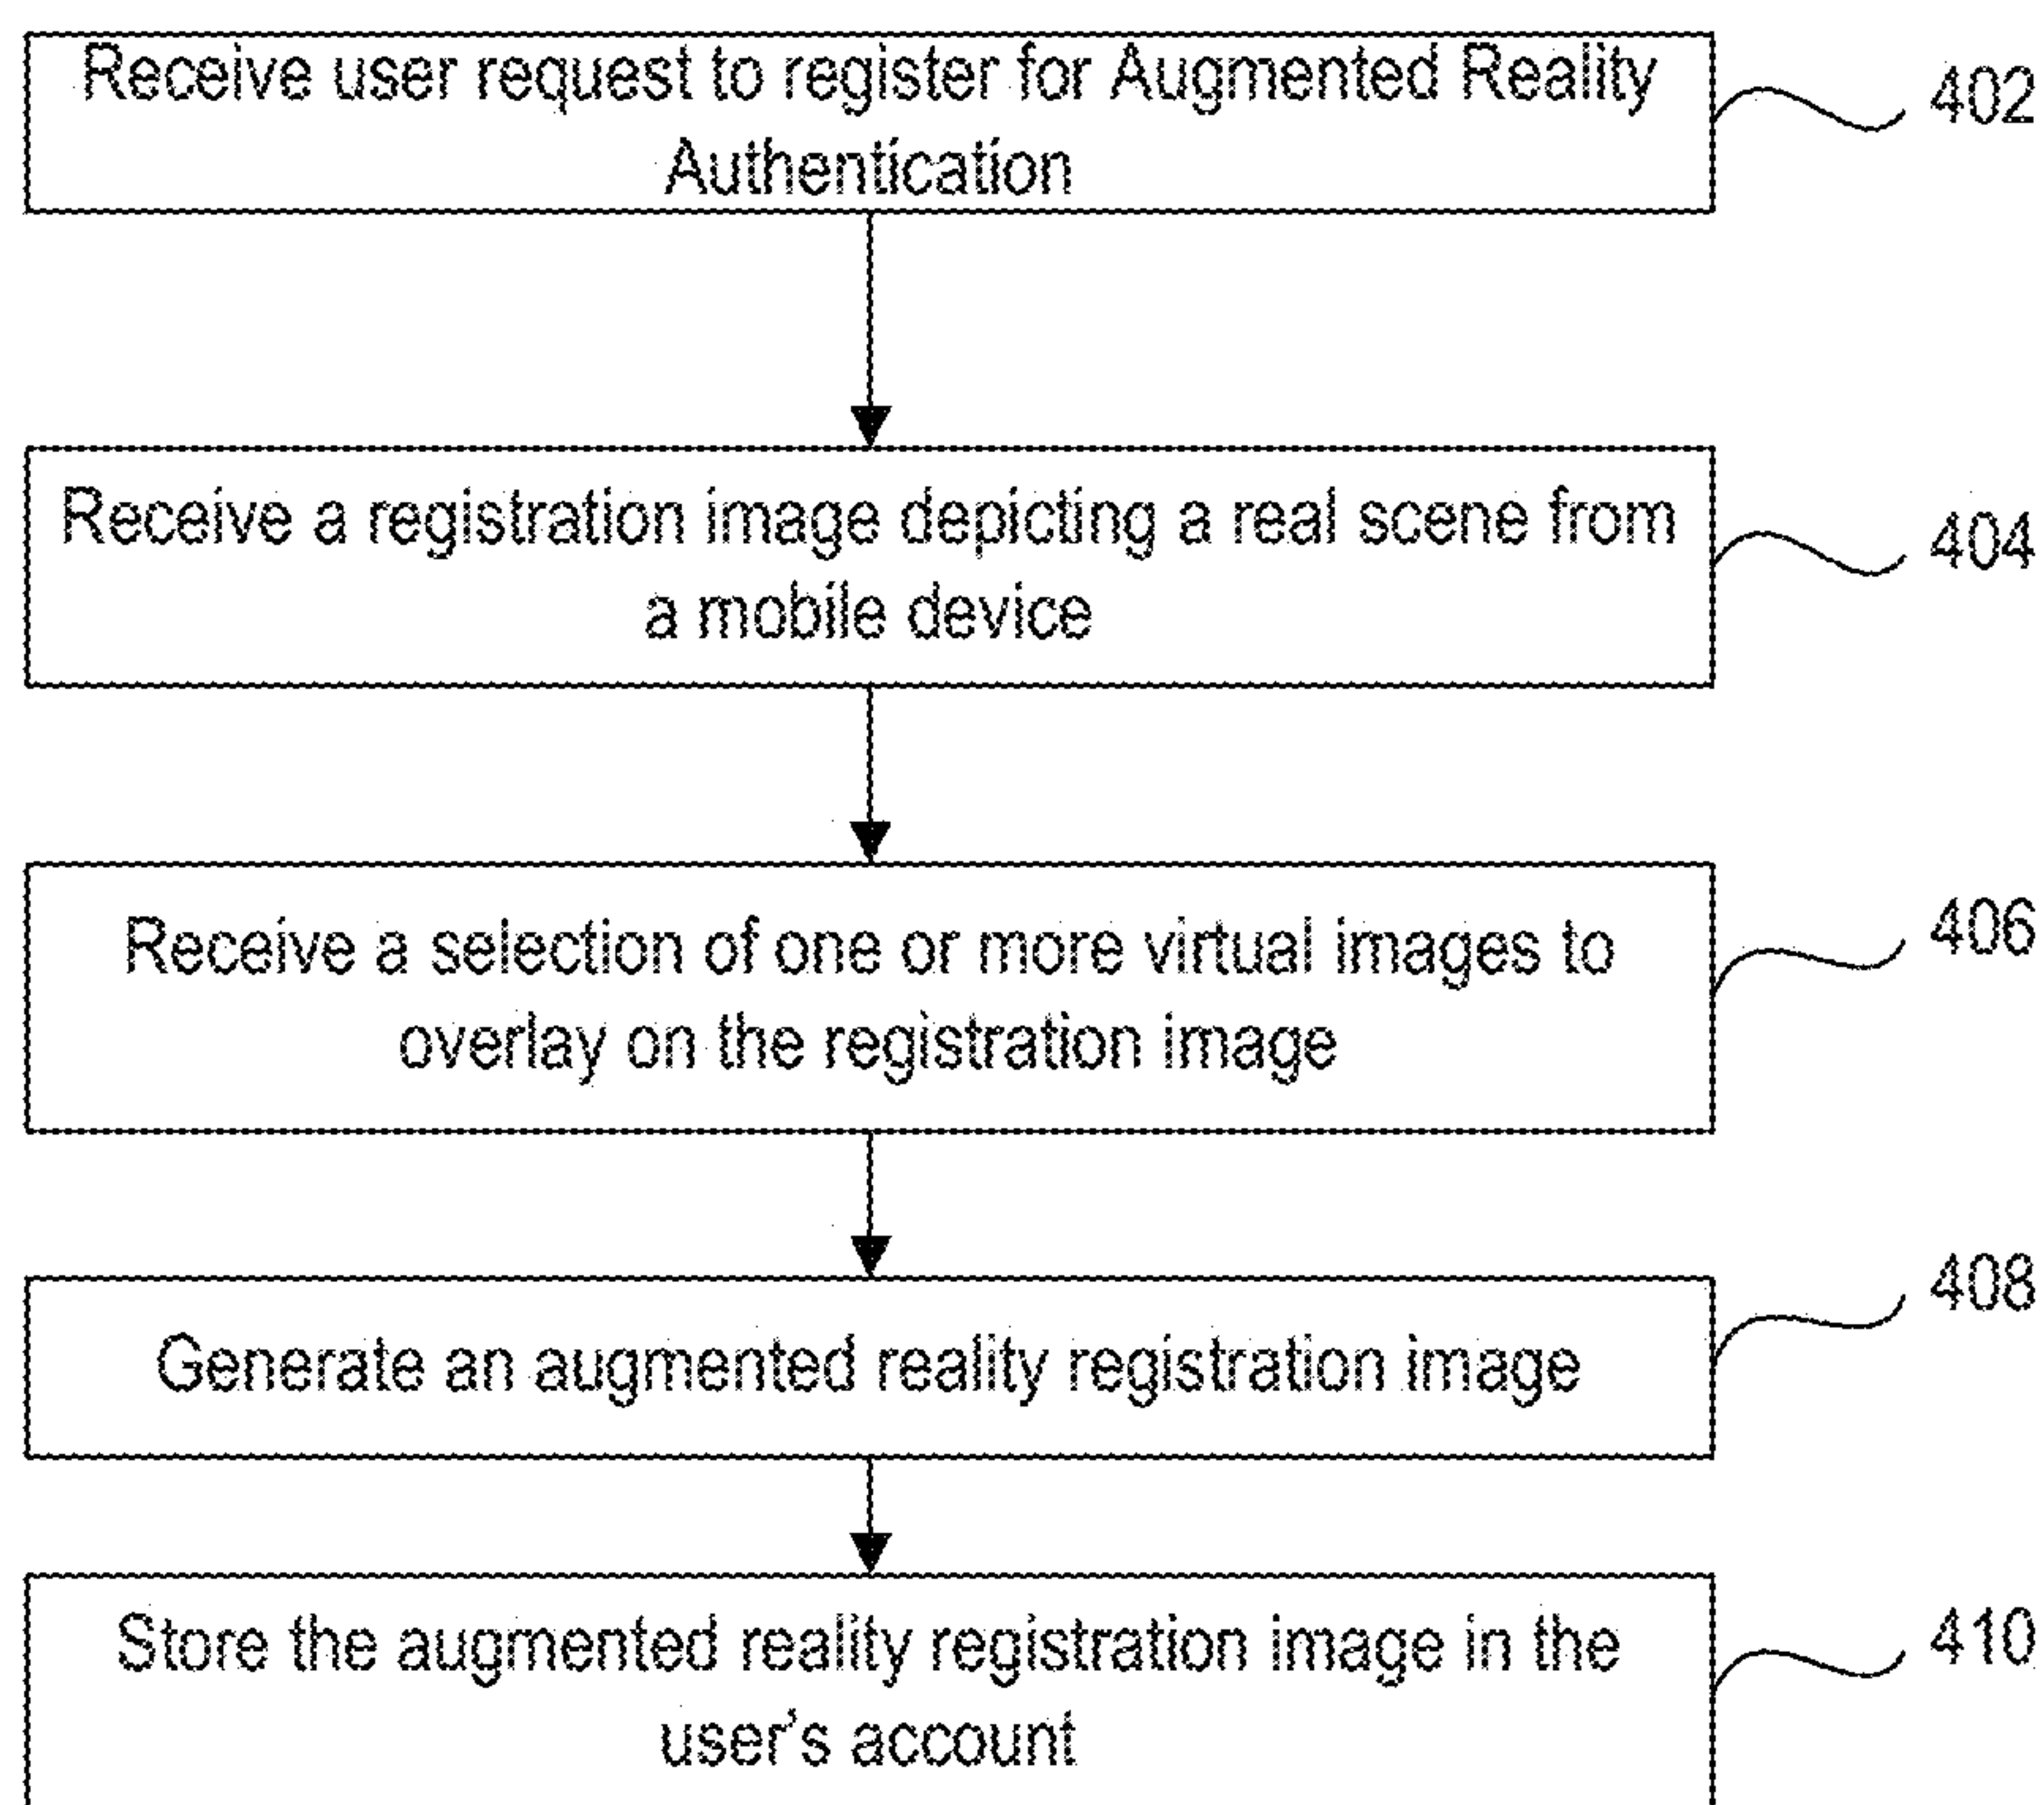 Receive user request to register for Augmented Reality
Authentication
402
Receive a registration image depicting a real scene from
a mobile device
404
Receive a selection of one or more virtual images to
overlay on the registration image
406
Generate an augmented reality registration image
408
Store the augmented reality registration image in the
user's account
410